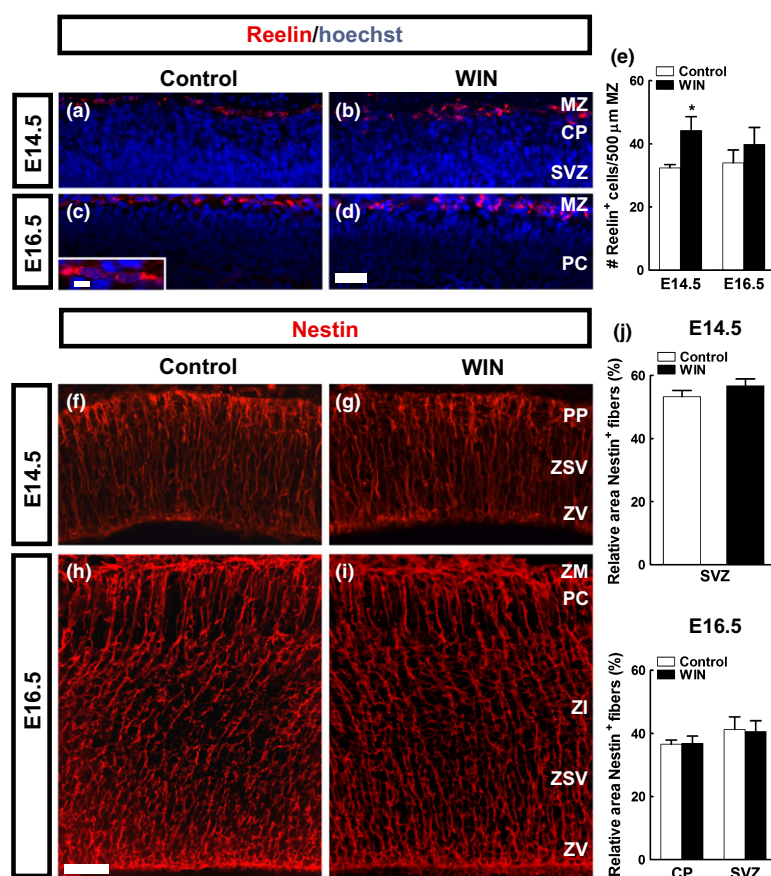 Reelin/hoechst
Control
WIN
E14.5
(a)
(b)
MZ
CP
SVZ
E16.5
(c)
(d)
MZ
PC
(e)
# Reelin+ cells/500 μm MZ
60
40
20
0
Control
WIN
*
E14.5
E16.5
Nestin
Control
WIN
E14.5
(f)
(g)
PP
ZSV
ZV
E16.5
(h)
(i)
ZM
PC
ZI
ZSV
ZV
(j)
E14.5
Relative area Nestin+ fibers (%)
60
40
20
0
Control
WIN
SVZ
E16.5
Relative area Nestin+ fibers (%)
60
40
20
0
Control
WIN
CP
SVZ